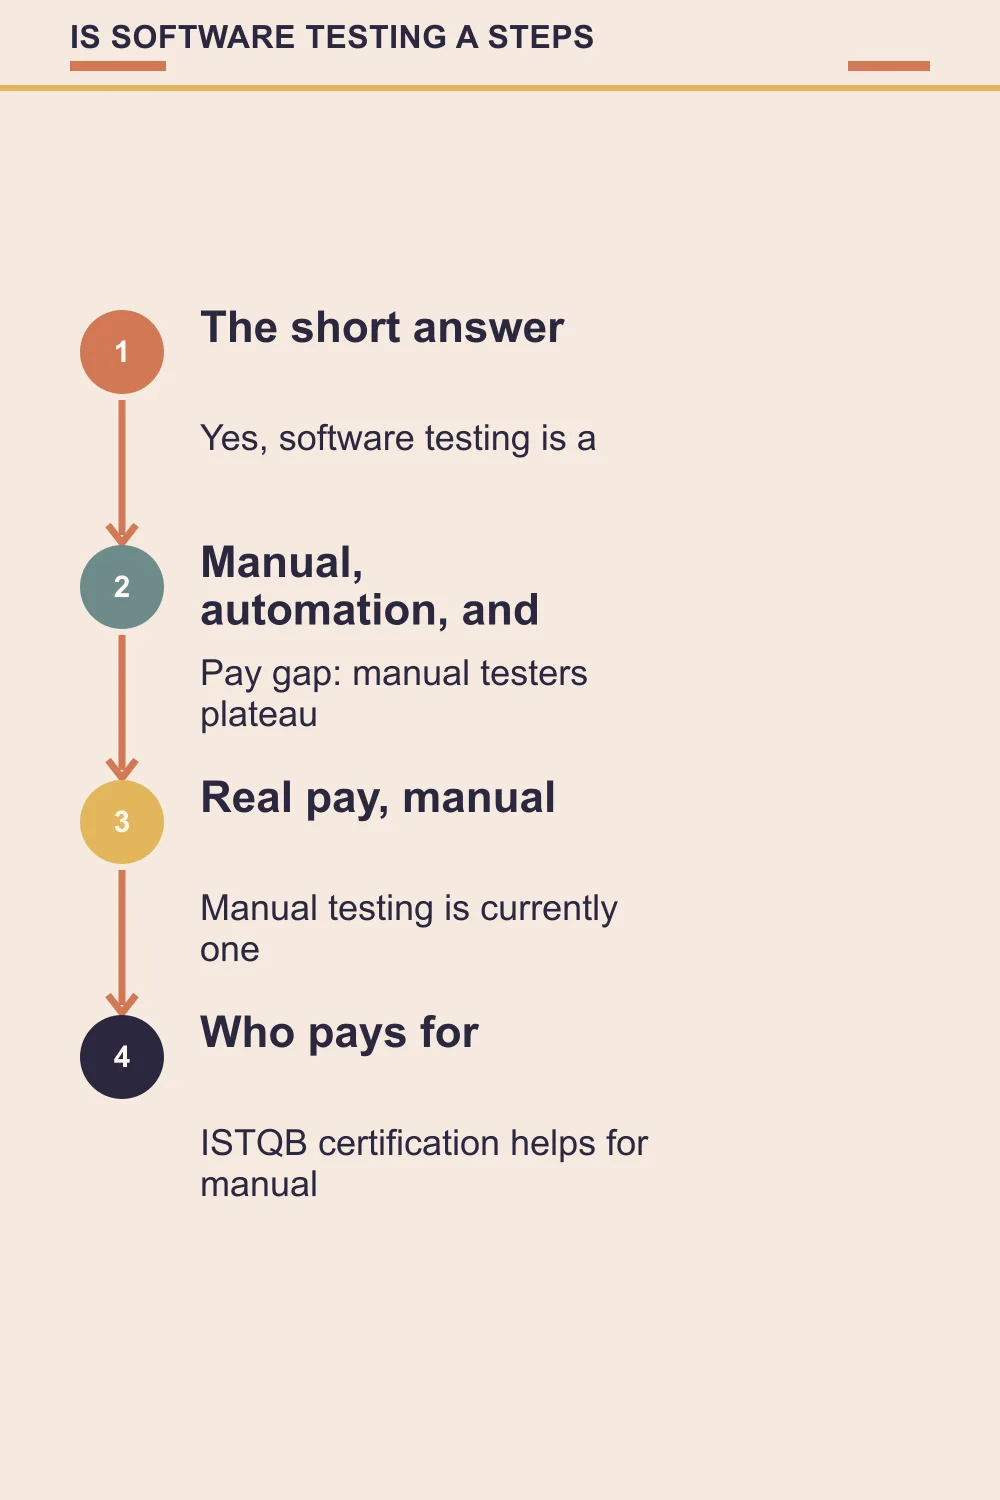 IS SOFTWARE TESTING A STEPS
1
The short answer
Yes, software testing is a
2
Manual,
automation, and
Pay gap: manual testers
plateau
3
Real pay, manual
Manual testing is currently
one
4
Who pays for
ISTQB certification helps for
manual